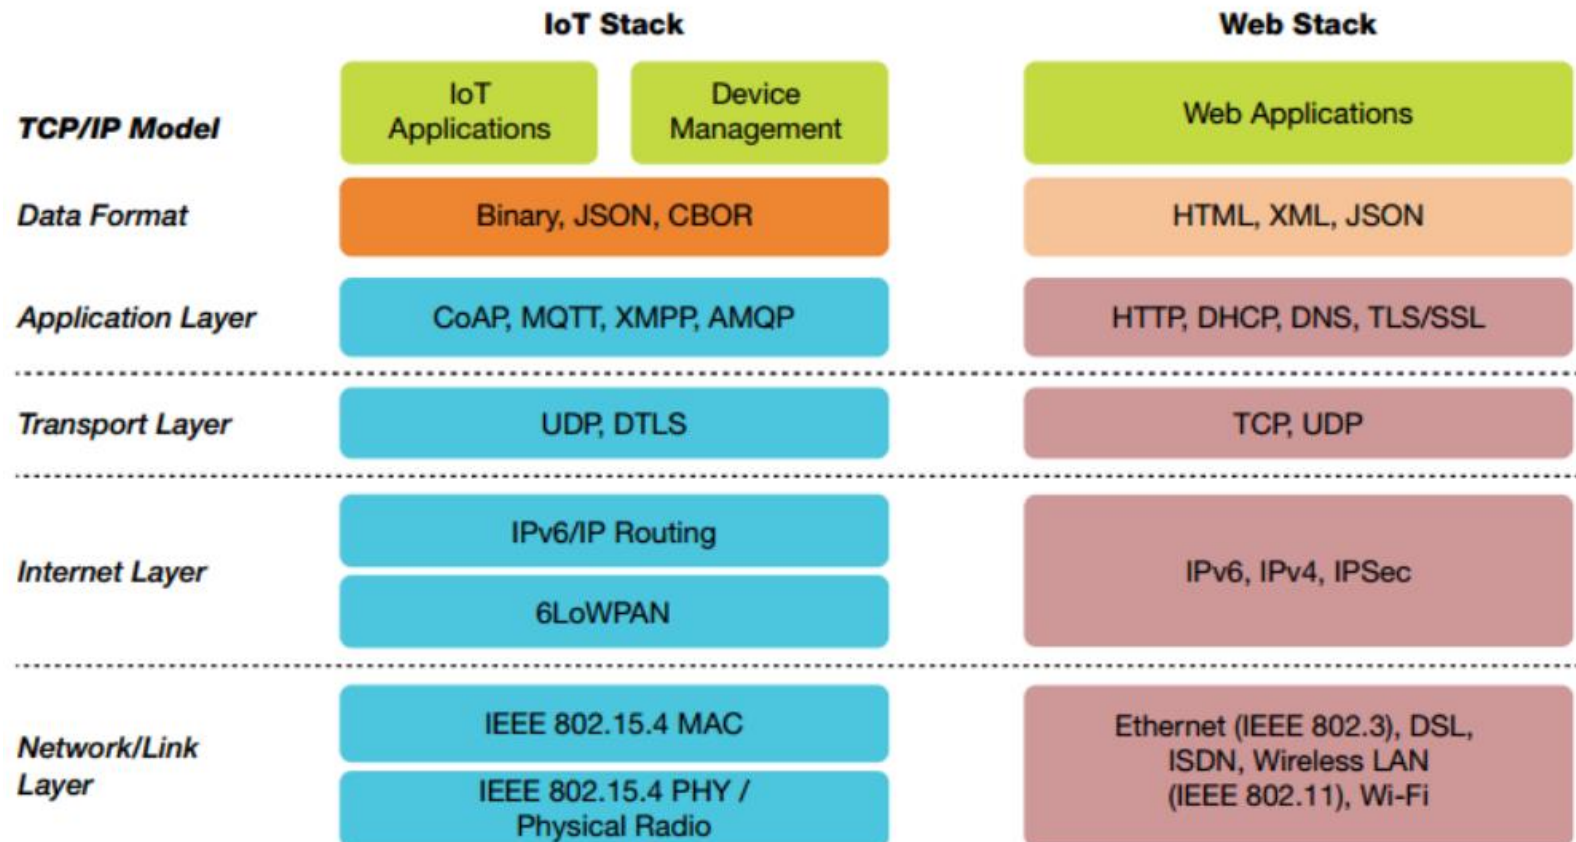 IoT Stack
Web Stack
TCP/IP Model
IoT
Applications
Device
Management
Web Applications
Data Format
Binary, JSON, CBOR
HTML, XML, JSON
Application Layer
CoAP, MQTT, XMPP, AMQP
HTTP, DHCP, DNS, TLS/SSL
Transport Layer
UDP, DTLS
TCP, UDP
Internet Layer
IPv6/IP Routing
6LoWPAN
IPv6, IPv4, IPSec
Network/Link
Layer
IEEE 802.15.4 MAC
IEEE 802.15.4 PHY /
Physical Radio
Ethernet (IEEE 802.3), DSL,
ISDN, Wireless LAN
(IEEE 802.11), Wi-Fi